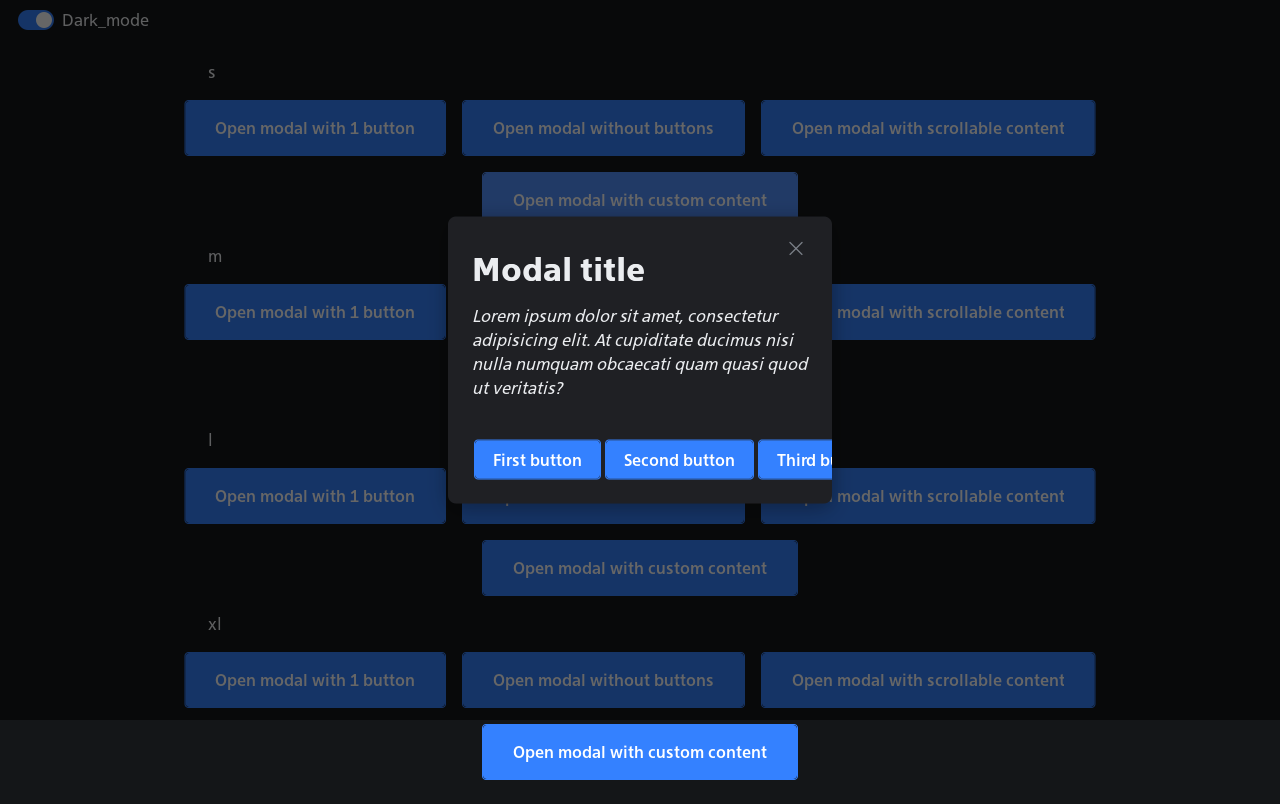 Dark_mode
s
Open modal with 1 button
Open modal without buttons
Open modal with scrollable content
Open modal with custom content
m
Open modal with 1 button
modal with scrollable content
Modal title
Lorem ipsum dolor sit amet, consectetur
adipisicing elit. At cupiditate ducimus nisi
nulla numquam obcaecati quam quasi quod
ut veritatis?
First button
Second button
Third bu
l
Open modal with 1 button
modal with scrollable content
Open modal with custom content
xl
Open modal with 1 button
Open modal without buttons
Open modal with scrollable content
Open modal with custom content